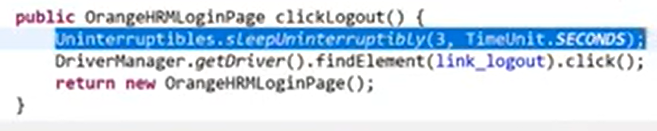 public OrangeHRMLoginPage clickLogout() {
Uninterruptibles.sleepUninterruptibly(3, TimeUnit.SECONDS);
DriverManager.getDriver().findElement(link_logout).click();
return new OrangeHRMLoginPage();
}